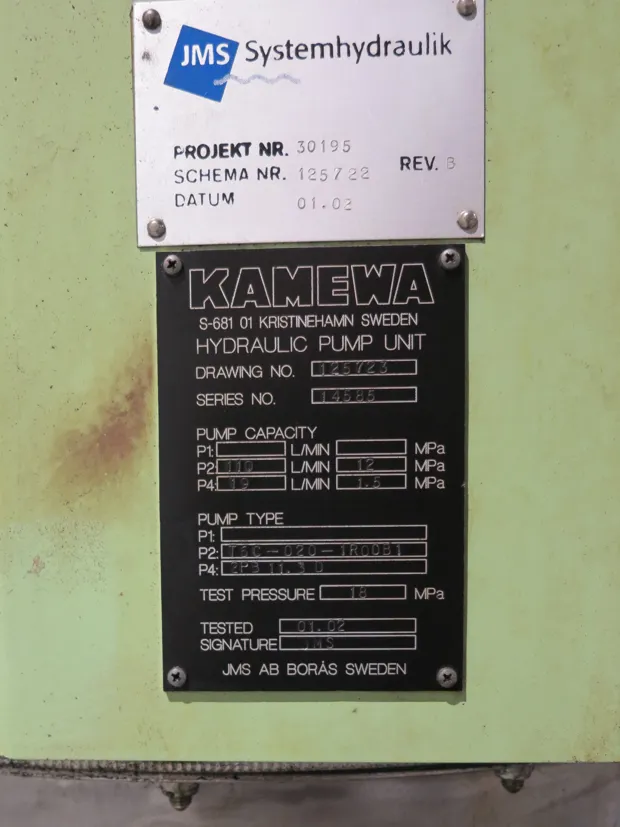 JMS Systemhydraulik
PROJEKT NR. 30195
SCHEMA NR. 125722 REV. B
DATUM 01.02
KAMEWA
S-681 01 KRISTINEHAMN SWEDEN
HYDRAULIC PUMP UNIT
DRAWING NO. 125723
SERIES NO. 14585
PUMP CAPACITY
P1: L/MIN MPa
P2: 110 L/MIN 12 MPa
P4: 19 L/MIN 1.5 MPa
PUMP TYPE
P1:
P2: T6C-020-1R00B1
P4: 11.3 D
TEST PRESSURE 18 MPa
TESTED 01.02
SIGNATURE JMS
JMS AB BORÅS SWEDEN